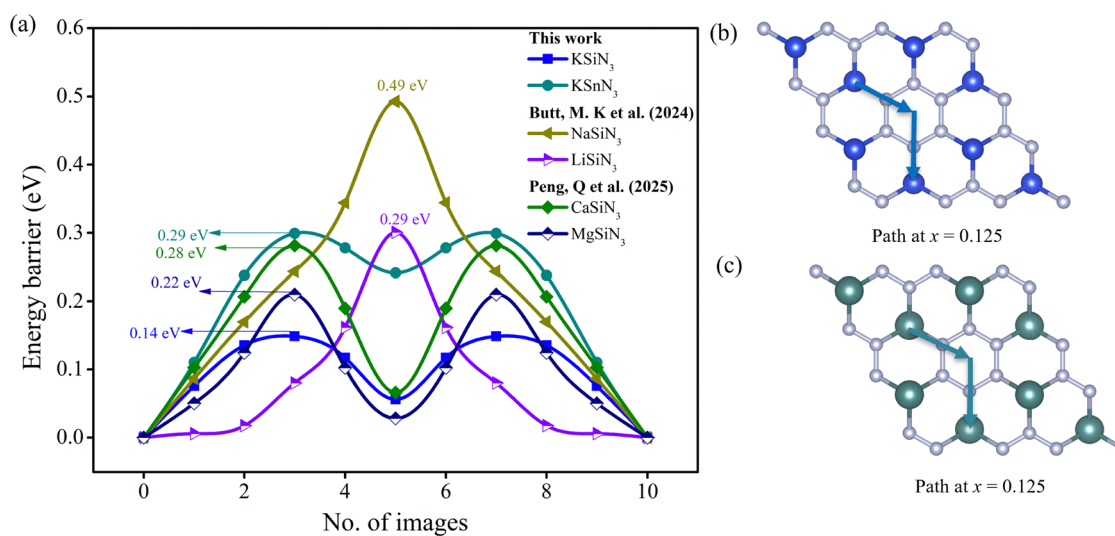 (a)
0.6
0.5
0.4
0.3
0.2
0.1
0.0
Energy barrier (eV)
0 2 4 6 8 10
No. of images
This work
KSiN₃
KSnN₃
Butt, M. K et al. (2024)
NaSiN₃
LiSiN₃
Peng, Q et al. (2025)
CaSiN₃
MgSiN₃
0.49 eV
0.29 eV
0.29 eV
0.28 eV
0.22 eV
0.14 eV
(b)
Path at x = 0.125
(c)
Path at x = 0.125